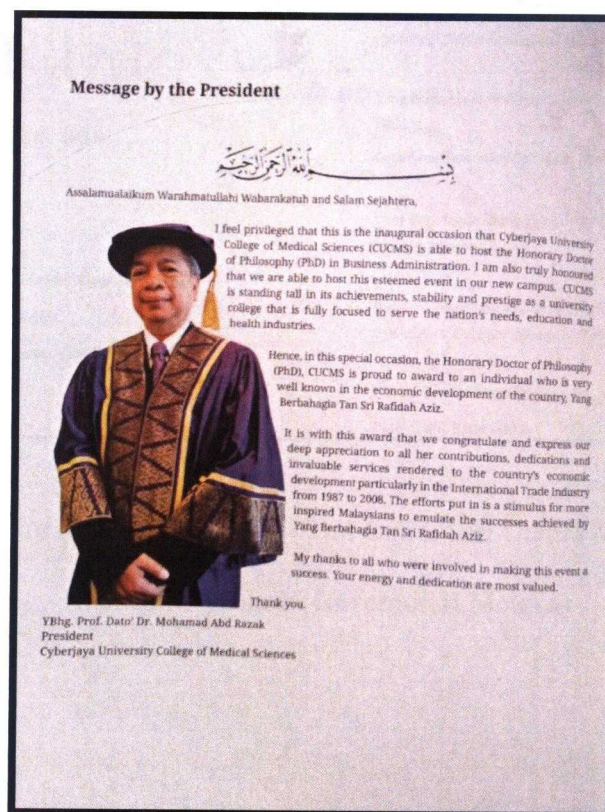 Message by the President
بِسْمِ اللَّهِ الرَّحْمَنِ الرَّحِيمِ
Assalamualaikum Warahmatullahi Wabarakatuh and Salam Sejahtera,
I feel privileged that this is the inaugural occasion that Cyberjaya University
College of Medical Sciences (CUCMS) is able to host the Honorary Doctor
of Philosophy (PhD) in Business Administration. I am also truly honoured
that we are able to host this esteemed event in our new campus. CUCMS
is standing tall in its achievements, stability and prestige as a university
college that is fully focused to serve the nation's needs, education and
health industries.
Hence, in this special occasion, the Honorary Doctor of Philosophy
(PhD), CUCMS is proud to award to an individual who is very
well known in the economic development of the country, Yang
Berbahagia Tan Sri Rafidah Aziz.
It is with this award that we congratulate and express our
deep appreciation to all her contributions, dedications and
invaluable services rendered to the country's economic
development particularly in the International Trade Industry
from 1987 to 2008. The efforts put in is a stimulus for more
inspired Malaysians to emulate the successes achieved by
Yang Berbahagia Tan Sri Rafidah Aziz.
My thanks to all who were involved in making this event a
success. Your energy and dedication are most valued.
Thank you.
YBhg. Prof. Dato' Dr. Mohamad Abd Razak
President
Cyberjaya University College of Medical Sciences